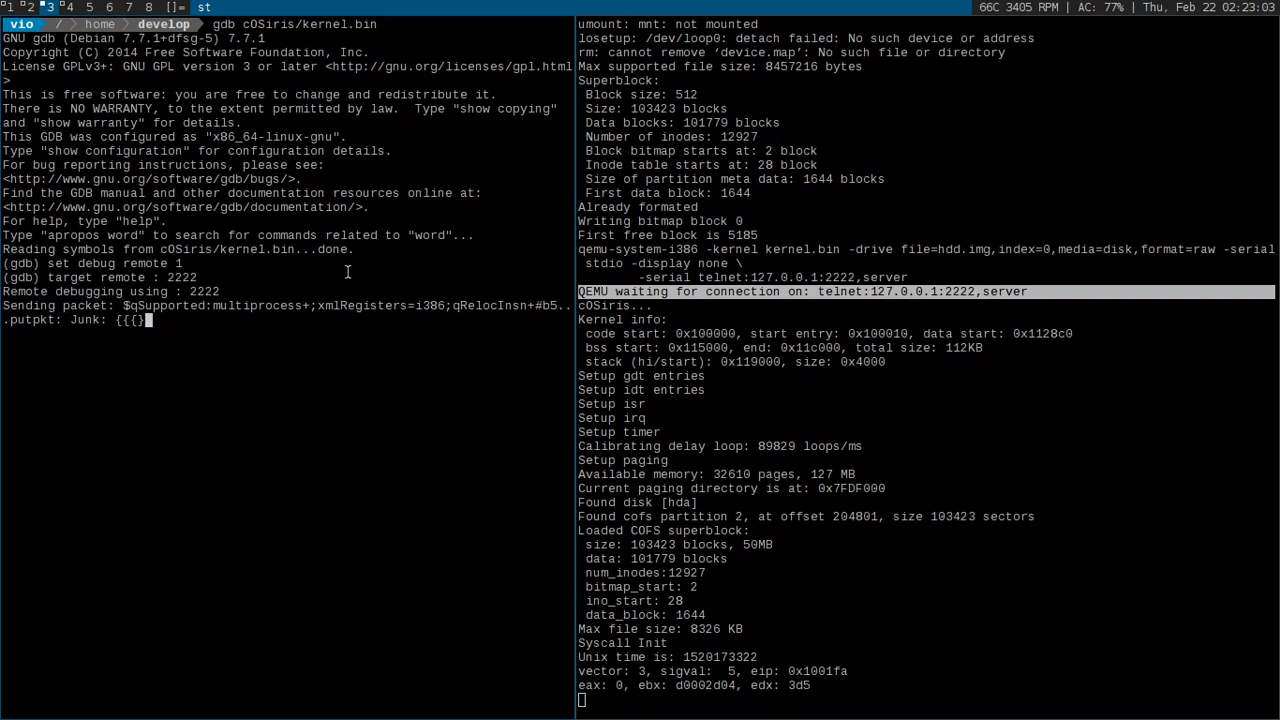 1 2 3 4 5 6 7 8 []= st 66C 3405 RPM | AC: 77% | Thu, Feb 22 02:23:03
vio / home develop gdb cOSiris/kernel.bin
GNU gdb (Debian 7.7.1+dfsg-5) 7.7.1
Copyright (C) 2014 Free Software Foundation, Inc.
License GPLv3+: GNU GPL version 3 or later <http://gnu.org/licenses/gpl.html
>
This is free software: you are free to change and redistribute it.
There is NO WARRANTY, to the extent permitted by law.  Type "show copying"
and "show warranty" for details.
This GDB was configured as "x86_64-linux-gnu".
Type "show configuration" for configuration details.
For bug reporting instructions, please see:
<http://www.gnu.org/software/gdb/bugs/>.
Find the GDB manual and other documentation resources online at:
<http://www.gnu.org/software/gdb/documentation/>.
For help, type "help".
Type "apropos word" to search for commands related to "word"...
Reading symbols from cOSiris/kernel.bin...done.
(gdb) set debug remote 1
(gdb) target remote : 2222
Remote debugging using : 2222
Sending packet: $qSupported:multiprocess+;xmlRegisters=i386;qRelocInsn+#b5..
.putpkt: Junk: {{{}
umount: mnt: not mounted
losetup: /dev/loop0: detach failed: No such device or address
rm: cannot remove ‘device.map’: No such file or directory
Max supported file size: 8457216 bytes
Superblock:
Block size: 512
Size: 103423 blocks
Data blocks: 101779 blocks
Number of inodes: 12927
Block bitmap starts at: 2 block
Inode table starts at: 28 block
Size of partition meta data: 1644 blocks
First data block: 1644
Already formated
Writing bitmap block 0
First free block is 5185
qemu-system-i386 -kernel kernel.bin -drive file=hdd.img,index=0,media=disk,format=raw -serial
stdio -display none \
-serial telnet:127.0.0.1:2222,server
QEMU waiting for connection on: telnet:127.0.0.1:2222,server
cOSiris...
Kernel info:
code start: 0x100000, start entry: 0x100010, data start: 0x1128c0
bss start: 0x115000, end: 0x11c000, total size: 112KB
stack (hi/start): 0x119000, size: 0x4000
Setup gdt entries
Setup idt entries
Setup isr
Setup irq
Setup timer
Calibrating delay loop: 89829 loops/ms
Setup paging
Available memory: 32610 pages, 127 MB
Current paging directory is at: 0x7FDF000
Found disk [hda]
Found cofs partition 2, at offset 204801, size 103423 sectors
Loaded COFS superblock:
size: 103423 blocks, 50MB
data: 101779 blocks
num_inodes:12927
bitmap_start: 2
ino_start: 28
data_block: 1644
Max file size: 8326 KB
Syscall Init
Unix time is: 1520173322
vector: 3, sigval:  5, eip: 0x1001fa
eax: 0, ebx: d0002d04, edx: 3d5